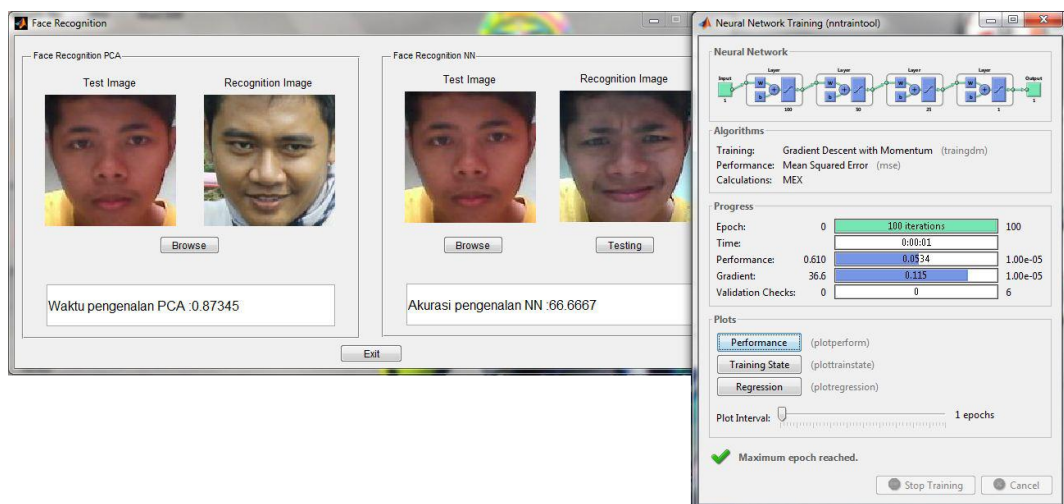 Face Recognition
Face Recognition PCA
Test Image
Recognition Image
Browse
Waktu pengenalan PCA :0.87345
Face Recognition NN
Test Image
Recognition Image
Browse
Testing
Akurasi pengenalan NN :66.6667
Exit
Neural Network Training (nntraintool)
Neural Network
Layer Layer Layer Layer
Input W W W W Output
b b b b
1 100 50 25 1 1
Algorithms
Training: Gradient Descent with Momentum (traingdm)
Performance: Mean Squared Error (mse)
Calculations: MEX
Progress
Epoch: 0 100 iterations 100
Time: 0:00:01
Performance: 0.610 0.0534 1.00e-05
Gradient: 36.6 0.115 1.00e-05
Validation Checks: 0 0 6
Plots
Performance (plotperform)
Training State (plottrainstate)
Regression (plotregression)
Plot Interval: 1 epochs
Maximum epoch reached.
Stop Training Cancel